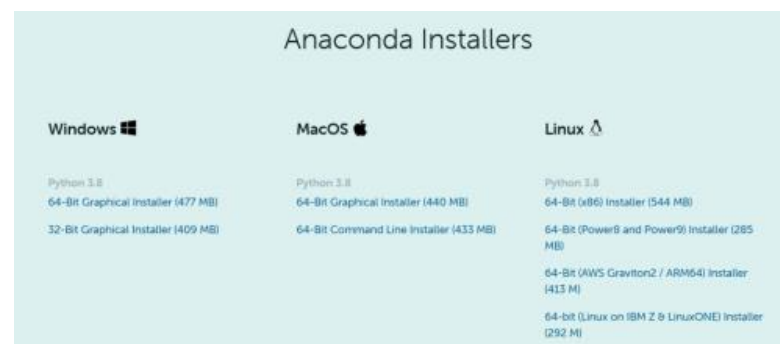 Anaconda Installers
Windows
Python 3.8
64-Bit Graphical Installer (477 MB)
32-Bit Graphical Installer (409 MB)
MacOS
Python 3.8
64-Bit Graphical Installer (440 MB)
64-Bit Command Line Installer (433 MB)
Linux
Python 3.8
64-Bit (x86) Installer (544 MB)
64-Bit (Power8 and Power9) Installer (285
MB)
64-Bit (AWS Graviton2 / ARM64) Installer
(413 M)
64-bit (Linux on IBM Z & LinuxONE) Installer
(292 M)